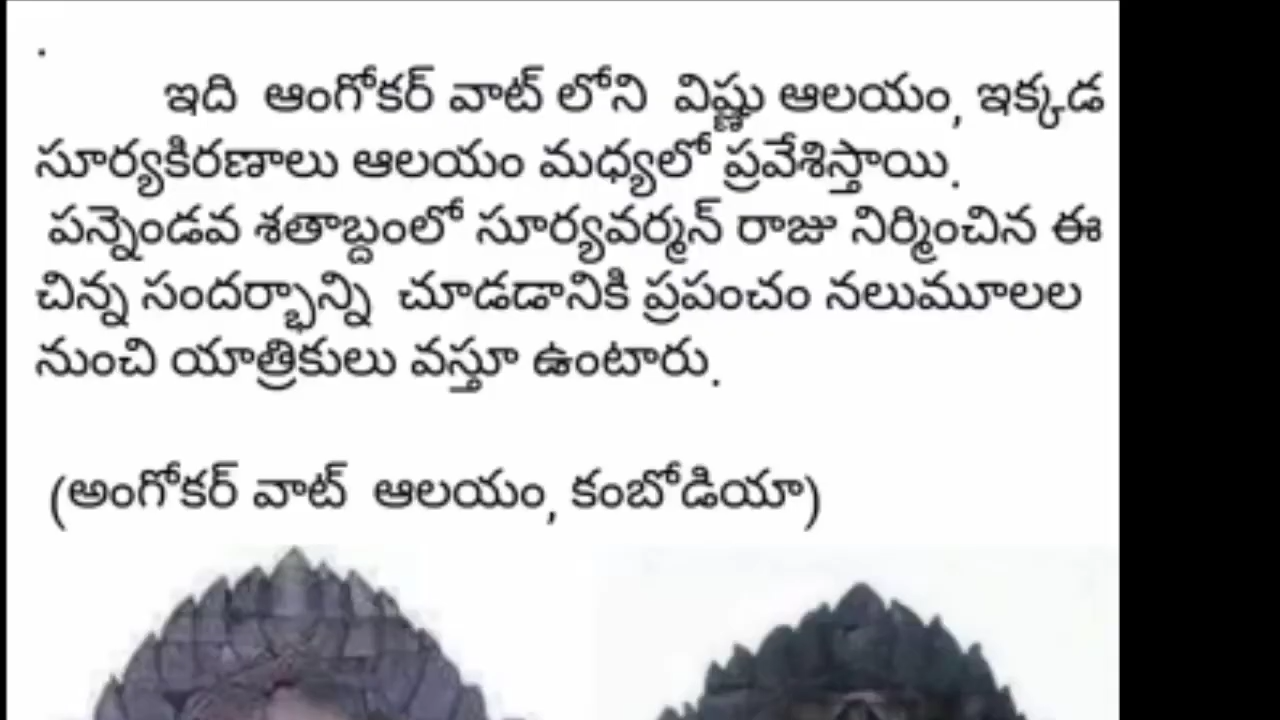 .
ఇది ఆంగోకర్ వాట్ లోని విష్ణు ఆలయం, ఇక్కడ
సూర్యకిరణాలు ఆలయం మధ్యలో ప్రవేశిస్తాయి.
పన్నెండవ శతాబ్దంలో సూర్యవర్మన్ రాజు నిర్మించిన ఈ
చిన్న సందర్భాన్ని చూడడానికి ప్రపంచం నలుమూలల
నుంచి యాత్రికులు వస్తూ ఉంటారు.
(అంగోకర్ వాట్ ఆలయం, కంబోడియా)